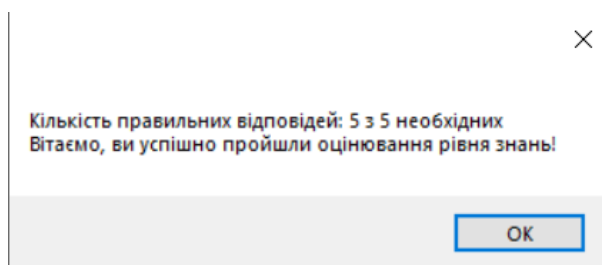 Кількість правильних відповідей: 5 з 5 необхідних
Вітаємо, ви успішно пройшли оцінювання рівня знань!
OK